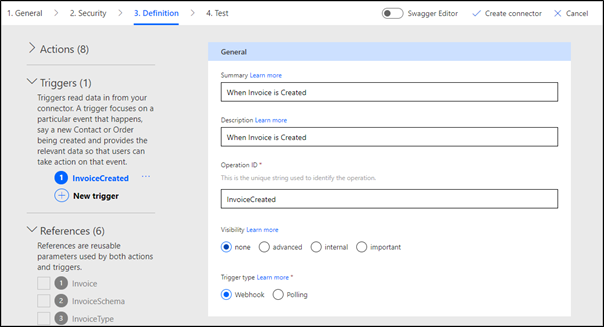 1. General > 2. Security > 3. Definition > 4. Test Swagger Editor Create connector Cancel
Actions (8)
Triggers (1)
Triggers read data in from your
connector. A trigger focuses on a
particular event that happens,
say a new Contact or Order
being created and provides the
relevant data so that users can
take action on that event.
1 InvoiceCreated ...
New trigger
References (6)
References are reusable
parameters used by both actions
and triggers.
1 Invoice
2 InvoiceSchema
3 InvoiceType
General
Summary Learn more
When Invoice is Created
Description Learn more
When Invoice is Created
Operation ID *
This is the unique string used to identify the operation.
InvoiceCreated
Visibility Learn more
none advanced internal important
Trigger type Learn more *
Webhook Polling